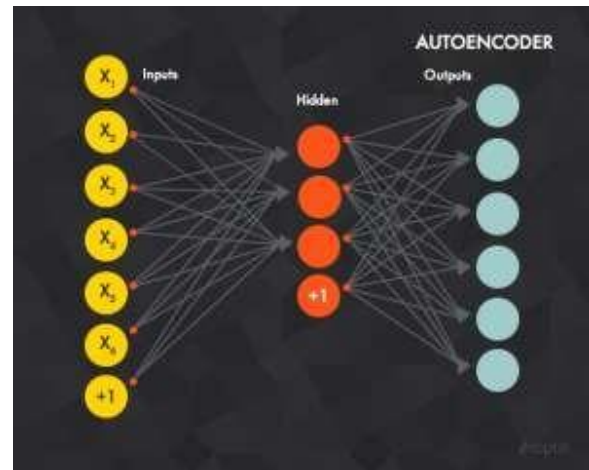 AUTOENCODER
Inputs
Hidden
Outputs
X₁
X₂
X₃
X₄
X₅
X₆
+1
+1